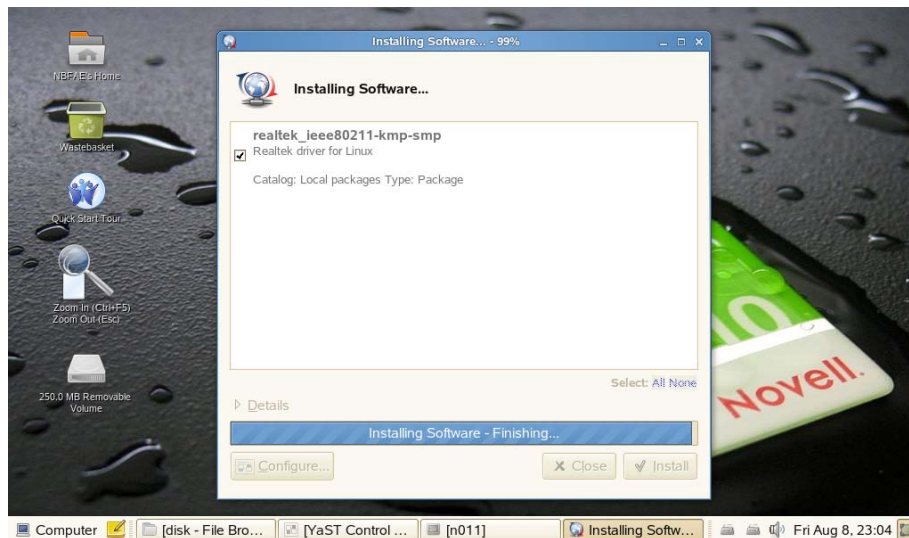 Installing Software... - 99%
NBFAE's Home
Wastebasket
Quick Start Tour
Zoom In (Ctrl+F5)
Zoom Out (Esc)
250.0 MB Removable
Volume
Installing Software...
realtek_ieee80211-kmp-smp
Realtek driver for Linux
Catalog: Local packages Type: Package
Select: All None
Details
Installing Software - Finishing...
Configure...
Close
Install
10
Novell.
Computer
[disk - File Bro...
[YaST Control ...
[n011]
Installing Softw...
Fri Aug 8, 23:04